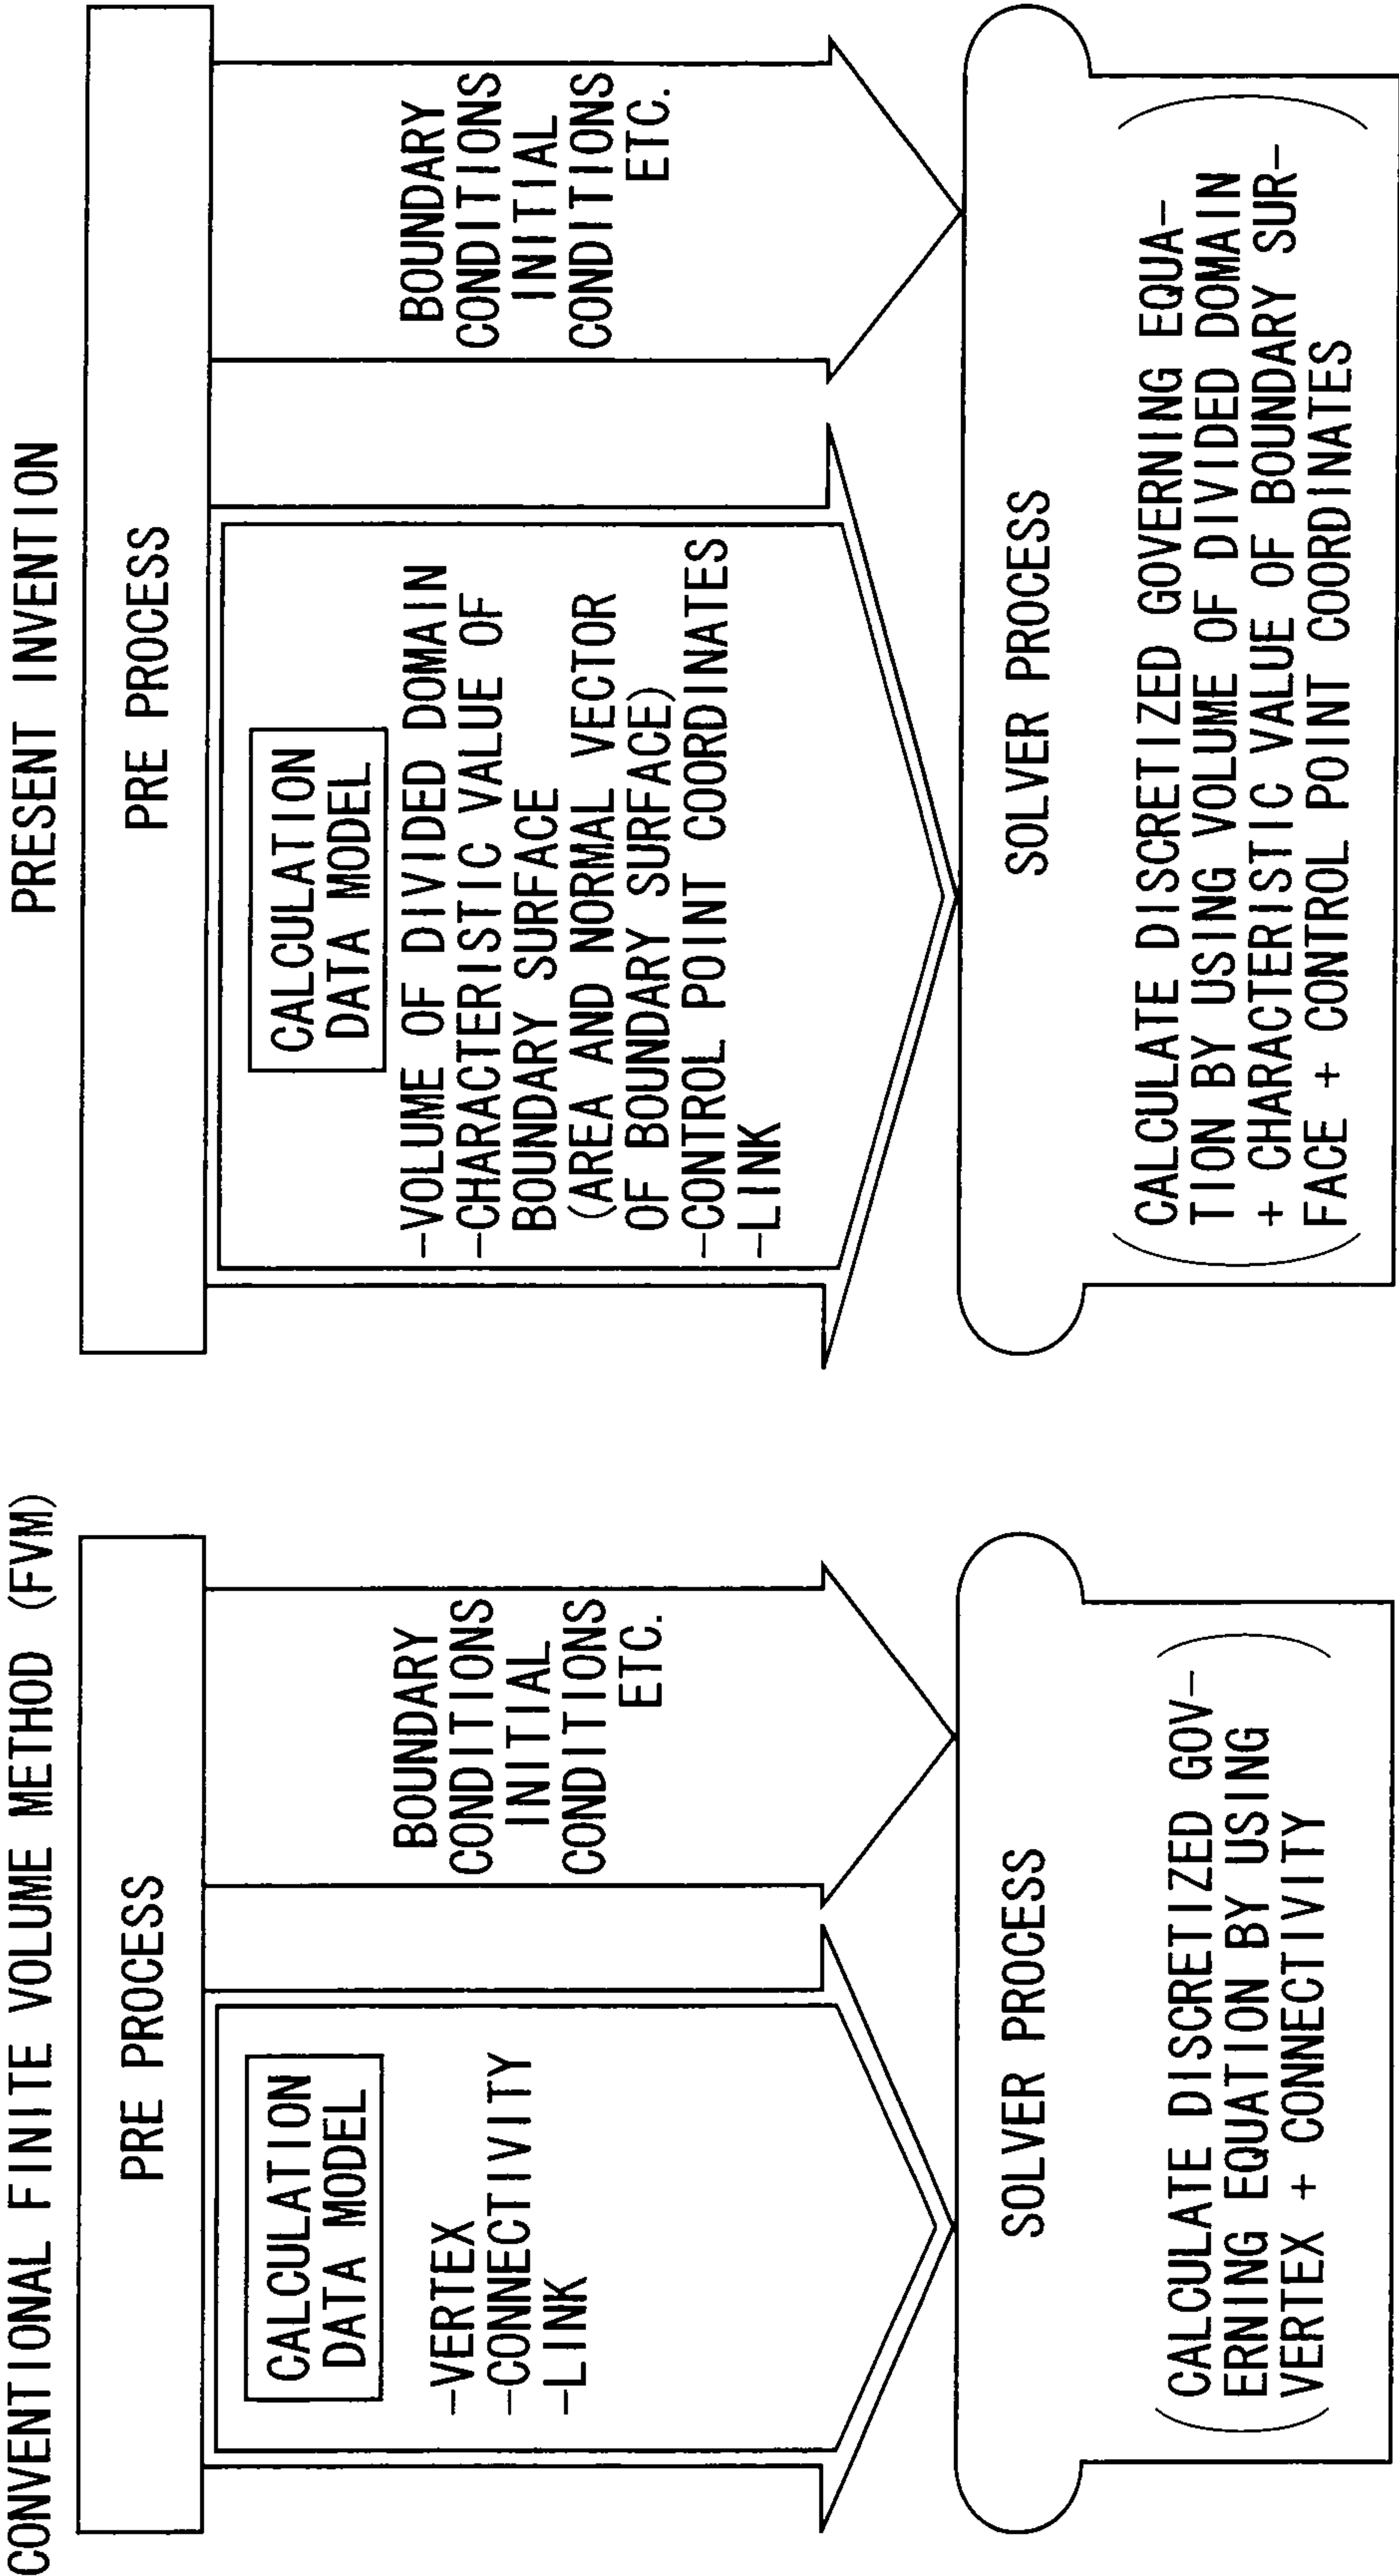 CONVENTIONAL FINITE VOLUME METHOD (FVM)
PRE PROCESS
CALCULATION
DATA MODEL
-VERTEX
-CONNECTIVITY
-LINK
BOUNDARY
CONDITIONS
INITIAL
CONDITIONS
ETC.
SOLVER PROCESS
(CALCULATE DISCRETIZED GOV-
ERNING EQUATION BY USING
VERTEX + CONNECTIVITY)
PRESENT INVENTION
PRE PROCESS
CALCULATION
DATA MODEL
-VOLUME OF DIVIDED DOMAIN
-CHARACTERISTIC VALUE OF
BOUNDARY SURFACE
(AREA AND NORMAL VECTOR
OF BOUNDARY SURFACE)
-CONTROL POINT COORDINATES
-LINK
BOUNDARY
CONDITIONS
INITIAL
CONDITIONS
ETC.
SOLVER PROCESS
(CALCULATE DISCRETIZED GOVERNING EQUA-
TION BY USING VOLUME OF DIVIDED DOMAIN
+ CHARACTERISTIC VALUE OF BOUNDARY SUR-
FACE + CONTROL POINT COORDINATES)